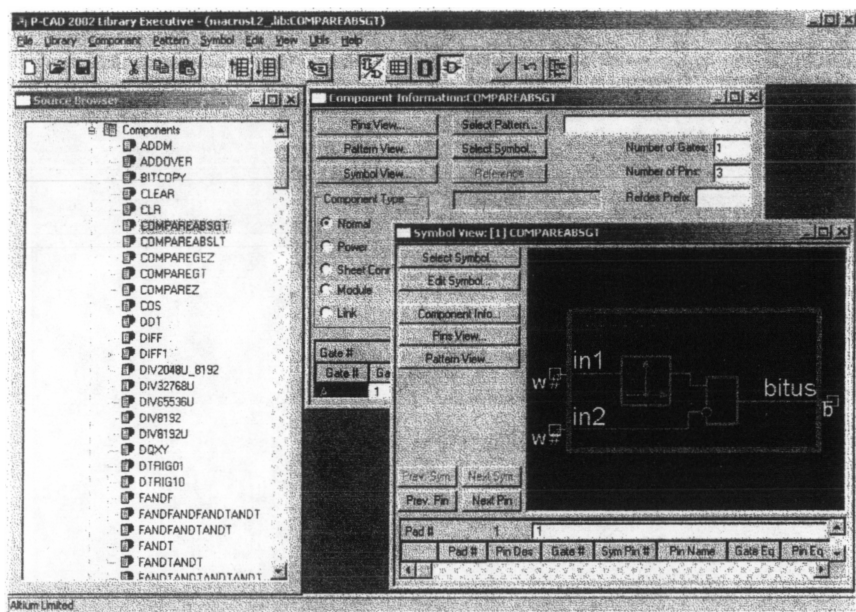 P-CAD 2002 Library Executive - (macrosL2_.lib:COMPAREABSGT)
File Library Component Pattern Symbol Edit View Utils Help
Source Browser
Components
ADDM
ADDOVER
BITCOPY
CLEAR
CLR
COMPAREABSGT
COMPAREABSLT
COMPAREGEZ
COMPAREGT
COMPAREZ
COS
DDT
DIFF
DIFF1
DIV2048U_8192
DIV32768U
DIV65536U
DIV8192
DIV8192U
DQXY
DTRIG01
DTRIG10
FANDF
FANDFANDFANDTANDT
FANDFANDTANDT
FANDT
FANDTANDT
FANDTANDTANDTANDT
Component Information:COMPAREABSGT
Pins View... Select Pattern...
Pattern View... Select Symbol... Number of Gates: 1
Symbol View... Reference Number of Pins: 3
Component Type Refdes Prefix:
Normal
Power
Sheet Conn
Module
Link
Gate #
Gate # Ga
A 1
Symbol View: [1] COMPAREABSGT
Select Symbol...
Edit Symbol...
Component Info...
Pins View...
Pattern View...
in1
w#
bitus
b
in2
w#
Prev. Sym Next Sym
Prev. Pin Next Pin
Pad # 1 1
Pad # Pin Des Gate # Sym Pin # Pin Name Gate Eq Pin Eq
Altium Limited